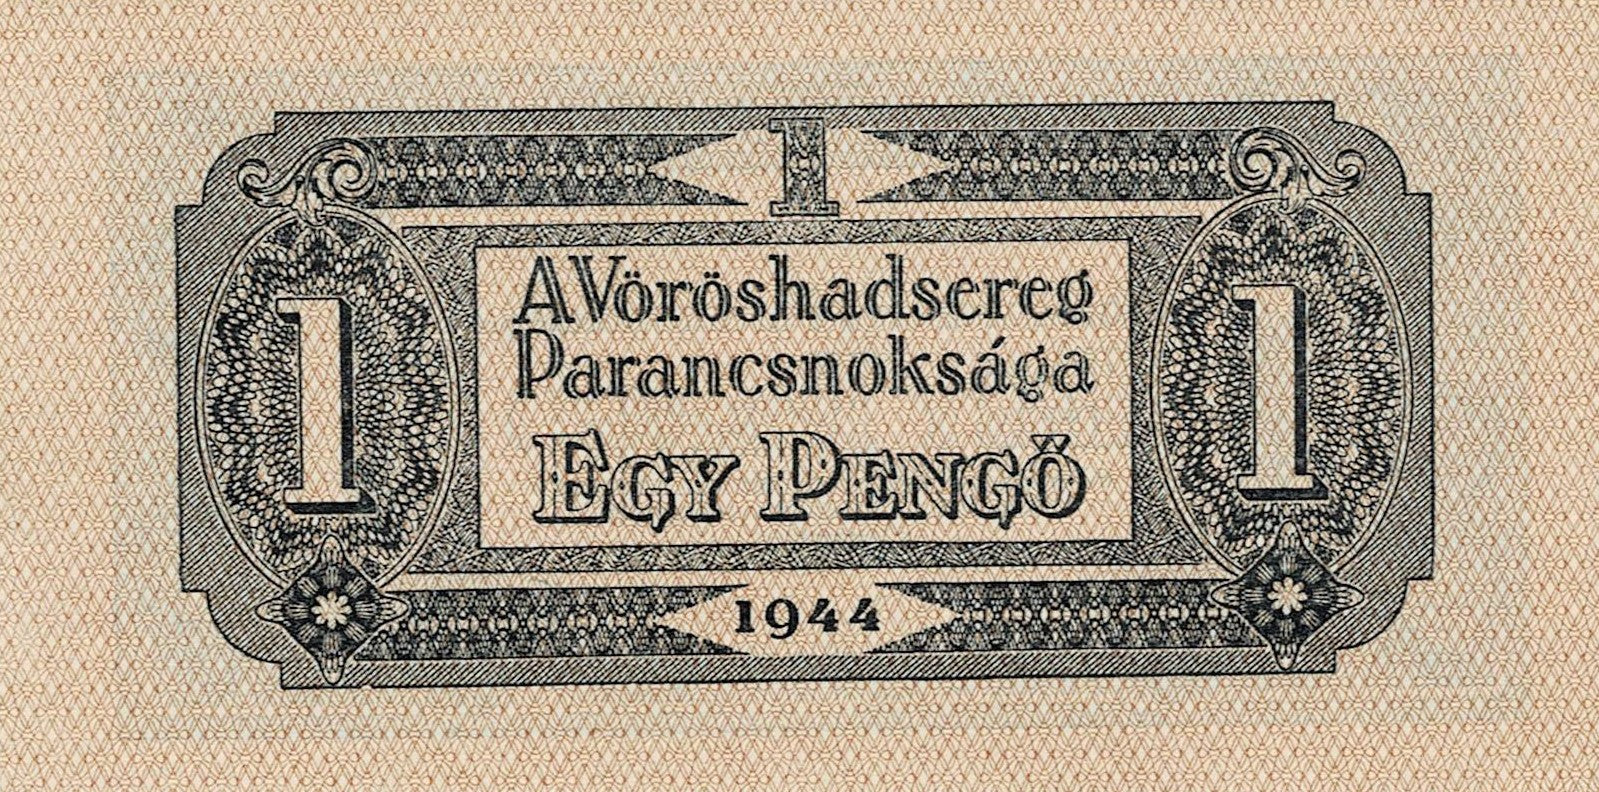 1
A Vöröshadsereg
Parancsnoksága
1
1
EGY PENGŐ
1944